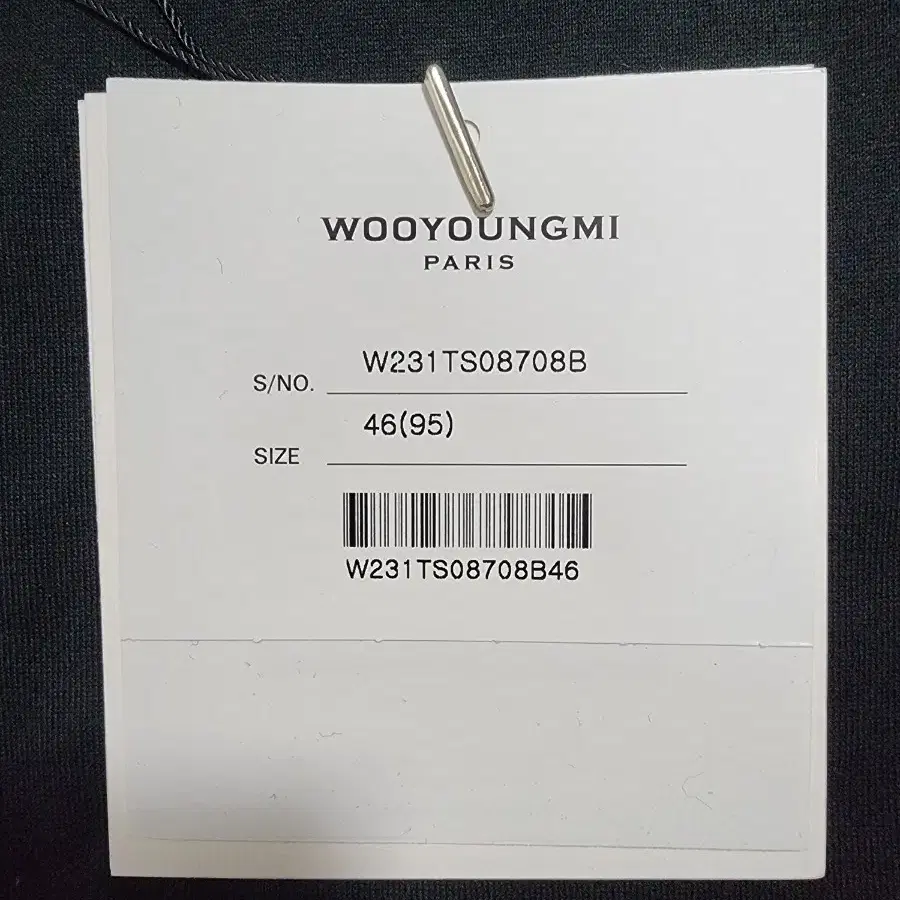 WOOYOUNGMI
PARIS
S/NO. W231TS08708B
SIZE 46(95)
W231TS08708B46